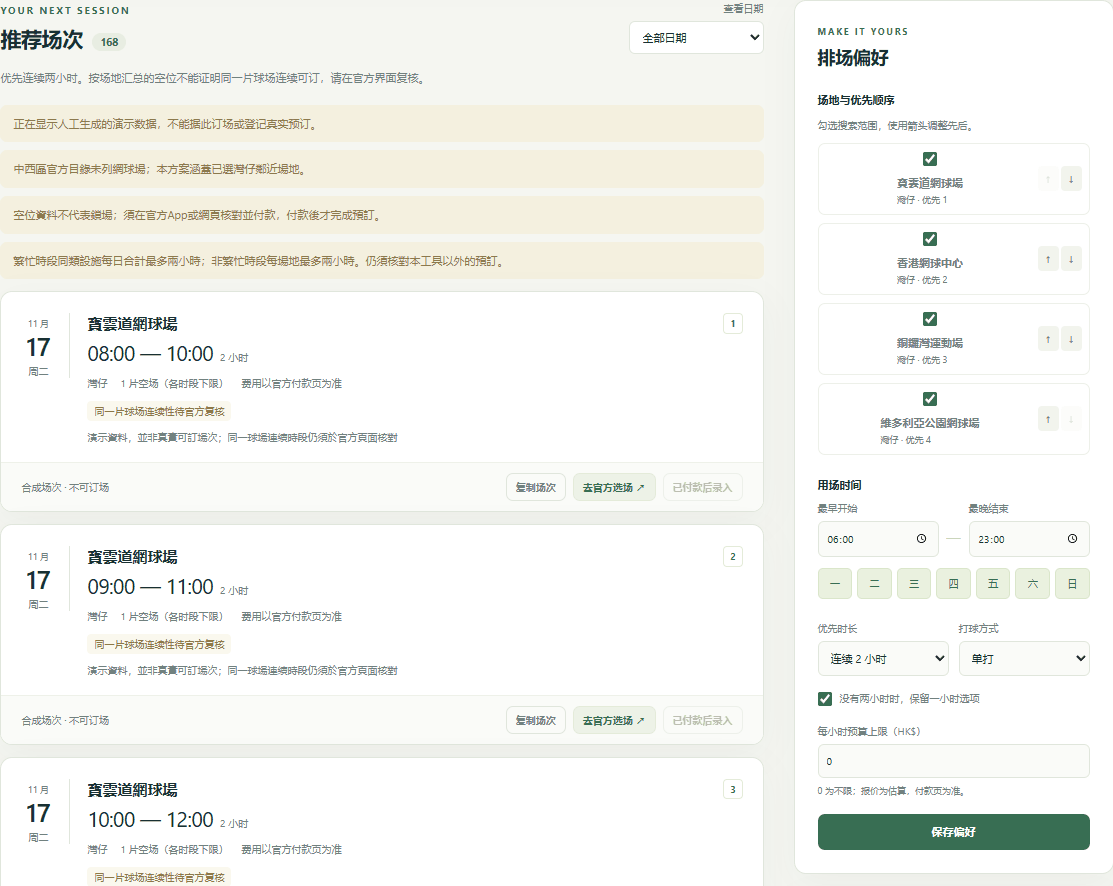 YOUR NEXT SESSION
推荐场次 168
查看日期
全部日期
优先连续两小时。按场地汇总的空位不能证明同一片球场连续可订，请在官方界面复核。
正在显示人工生成的演示数据，不能据此订场或登记真实预订。
中西區官方目錄未列網球場；本方案涵蓋已選灣仔鄰近場地。
空位資料不代表鎖場；須在官方App或網頁核對並付款，付款後才完成預訂。
繁忙時段同類設施每日合計最多兩小時；非繁忙時段每場地最多兩小時。仍須核對本工具以外的預訂。
11月
17
周二
寶雲道網球場
1
08:00 — 10:00 2 小时
灣仔 1 片空场（各时段下限） 费用以官方付款页为准
同一片球场连续性待官方复核
演示資料，並非真實可訂場次；同一球場連續時段仍須於官方頁面核對
合成场次 · 不可订场
复制场次
去官方选场 ↗
已付款后录入
11月
17
周二
寶雲道網球場
2
09:00 — 11:00 2 小时
灣仔 1 片空场（各时段下限） 费用以官方付款页为准
同一片球场连续性待官方复核
演示資料，並非真實可訂場次；同一球場連續時段仍須於官方頁面核對
合成场次 · 不可订场
复制场次
去官方选场 ↗
已付款后录入
11月
17
周二
寶雲道網球場
3
10:00 — 12:00 2 小时
灣仔 1 片空场（各时段下限） 费用以官方付款页为准
同一片球场连续性待官方复核
MAKE IT YOURS
排场偏好
场地与优先顺序
勾选搜索范围，使用箭头调整先后。
寶雲道網球場
灣仔 · 优先 1
↑ ↓
香港網球中心
灣仔 · 优先 2
↑ ↓
銅鑼灣運動場
灣仔 · 优先 3
↑ ↓
維多利亞公園網球場
灣仔 · 优先 4
↑ ↓
用场时间
最早开始 最晚结束
06:00 — 23:00
一 二 三 四 五 六 日
优先时长 打球方式
连续 2 小时 单打
没有两小时时，保留一小时选项
每小时预算上限（HK$）
0
0 为不限；报价为估算，付款页为准。
保存偏好